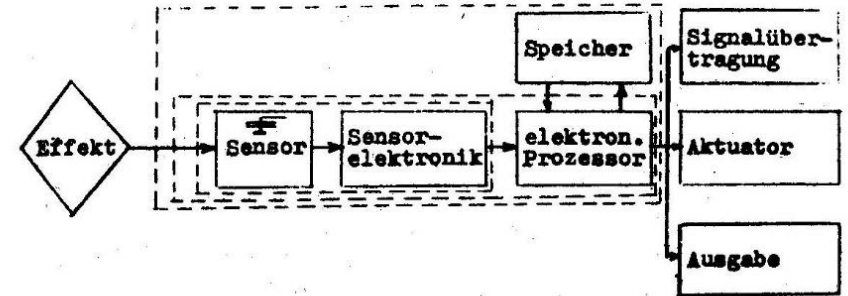 Speicher
Signalüber-
tragung
Effekt
Sensor
Sensor-
elektronik
elektron.
Prozessor
Aktuator
Ausgabe